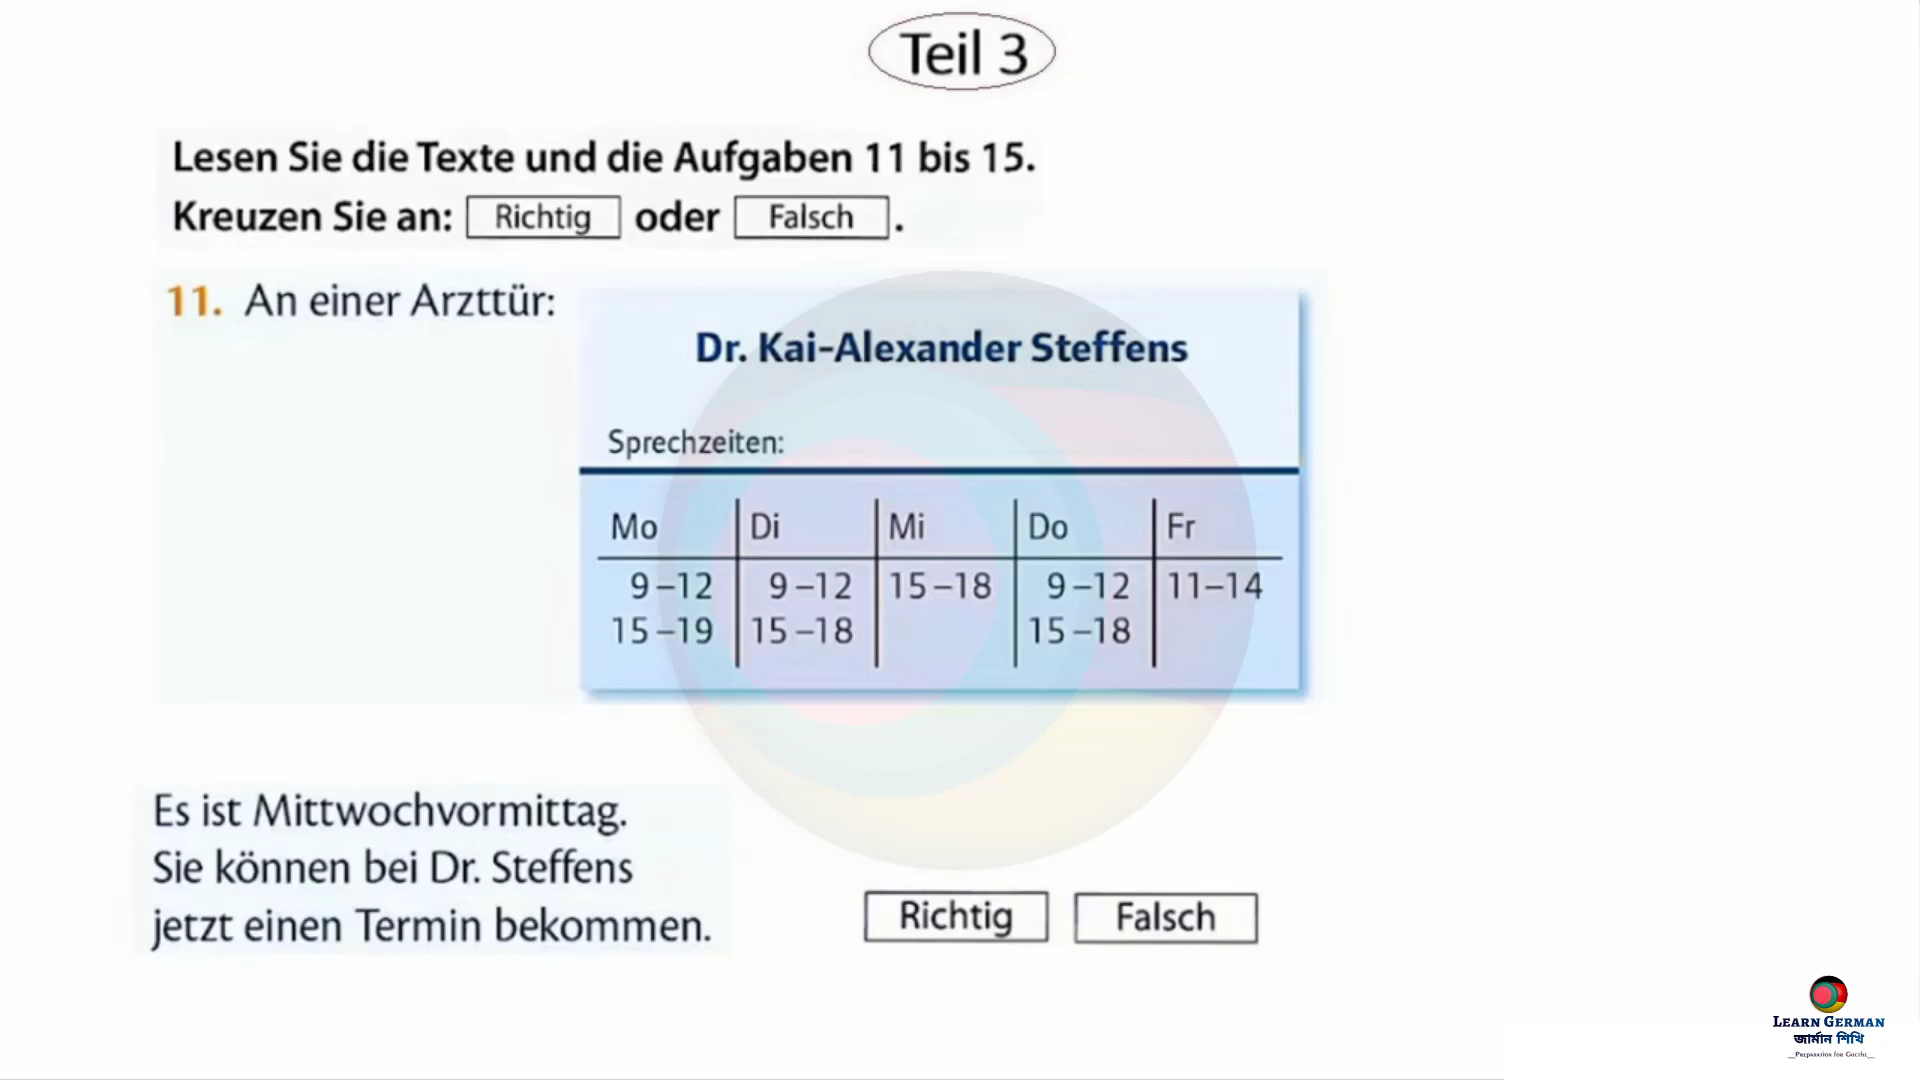 Teil 3
Lesen Sie die Texte und die Aufgaben 11 bis 15.
Kreuzen Sie an: Richtig oder Falsch .
11. An einer Arzttür:
Dr. Kai-Alexander Steffens
Sprechzeiten:
Mo Di Mi Do Fr
9–12 9–12 15–18 9–12 11–14
15–19 15–18 15–18
Es ist Mittwochvormittag.
Sie können bei Dr. Steffens
jetzt einen Termin bekommen.
Richtig Falsch
LEARN GERMAN
জার্মান শিখি
_Preparation for Goethe_